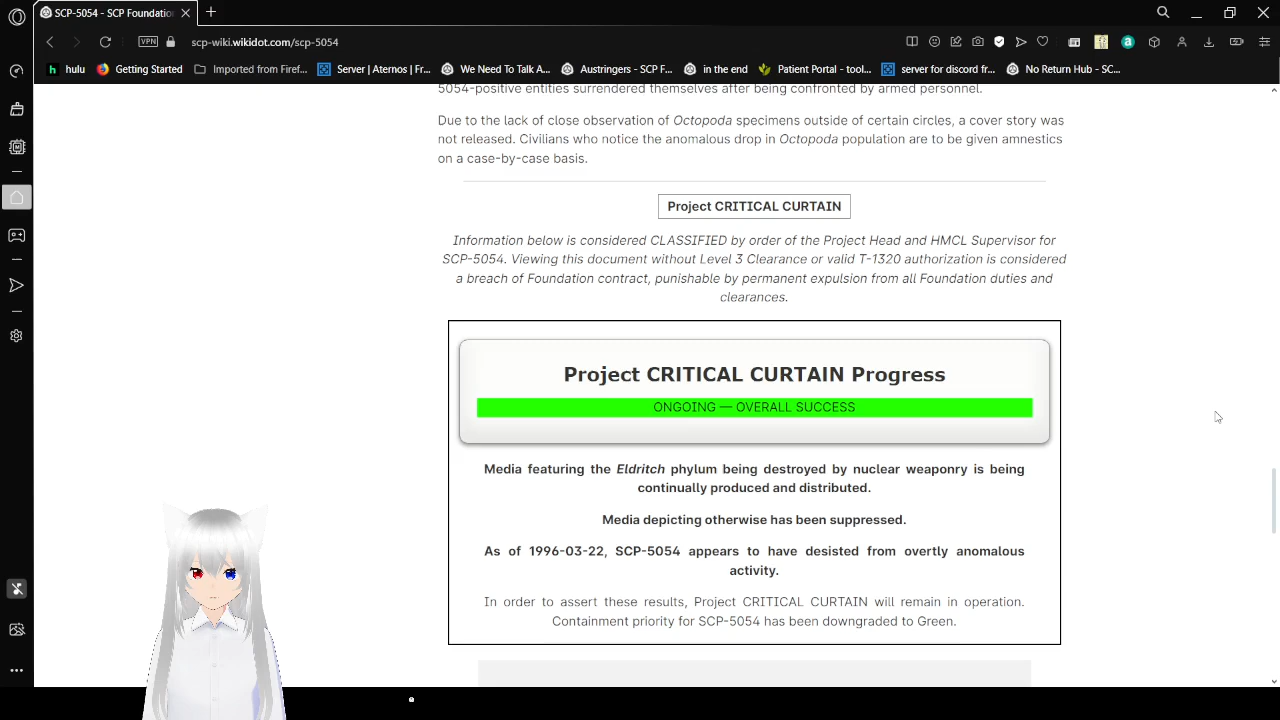 SCP-5054 - SCP Foundatio
scp-wiki.wikidot.com/scp-5054
VPN
hulu
Getting Started
Imported from Firef...
Server | Aternos | Fr...
We Need To Talk A...
Austringers - SCP F...
in the end
Patient Portal - tool...
server for discord fr...
No Return Hub - SC...
5054-positive entities surrendered themselves after being confronted by armed personnel.
Due to the lack of close observation of Octopoda specimens outside of certain circles, a cover story was
not released. Civilians who notice the anomalous drop in Octopoda population are to be given amnestics
on a case-by-case basis.
Project CRITICAL CURTAIN
Information below is considered CLASSIFIED by order of the Project Head and HMCL Supervisor for
SCP-5054. Viewing this document without Level 3 Clearance or valid T-1320 authorization is considered
a breach of Foundation contract, punishable by permanent expulsion from all Foundation duties and
clearances.
Project CRITICAL CURTAIN Progress
ONGOING — OVERALL SUCCESS
Media featuring the Eldritch phylum being destroyed by nuclear weaponry is being
continually produced and distributed.
Media depicting otherwise has been suppressed.
As of 1996-03-22, SCP-5054 appears to have desisted from overtly anomalous
activity.
In order to assert these results, Project CRITICAL CURTAIN will remain in operation.
Containment priority for SCP-5054 has been downgraded to Green.